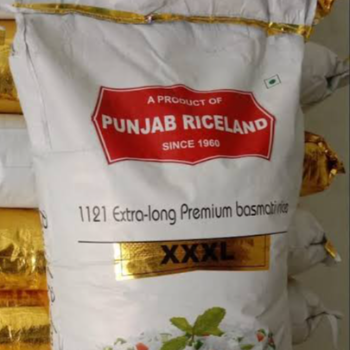 A PRODUCT OF
PUNJAB RICELAND
SINCE 1960
1121 Extra-long Premium basmati rice
XXXL